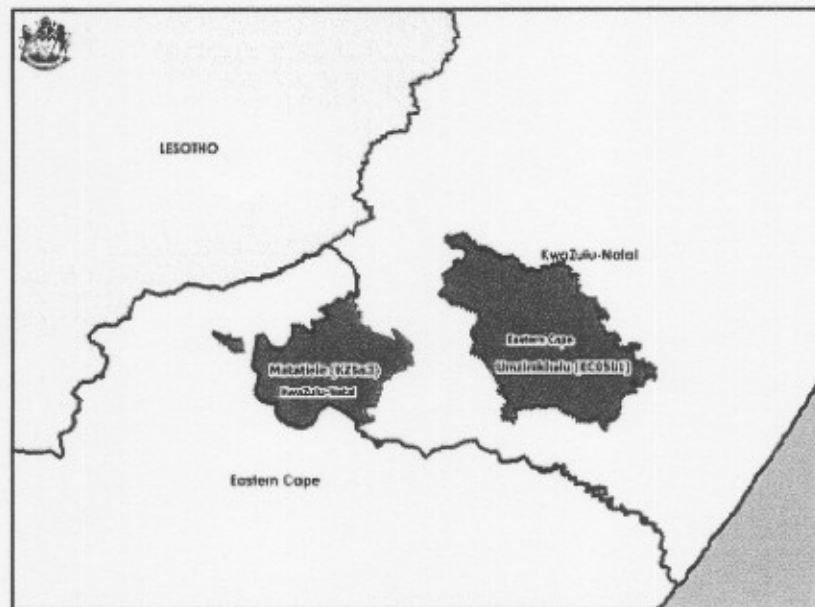 LESOTHO
KwaZulu-Natal
Eastern Cape
Umzimkhulu (EC05b1)
Matatiele (KZ5a3)
KwaZulu-Natal
Eastern Cape